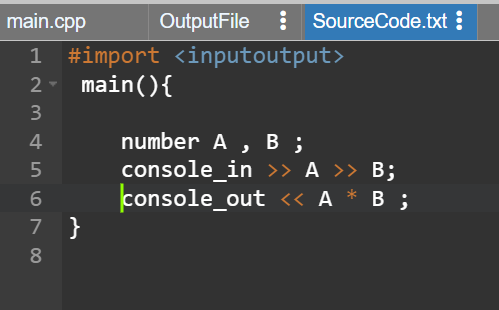 main.cpp OutputFile SourceCode.txt
1 #import <inputoutput>
2 main(){
3
4 number A , B ;
5 console_in >> A >> B;
6 console_out << A * B ;
7 }
8